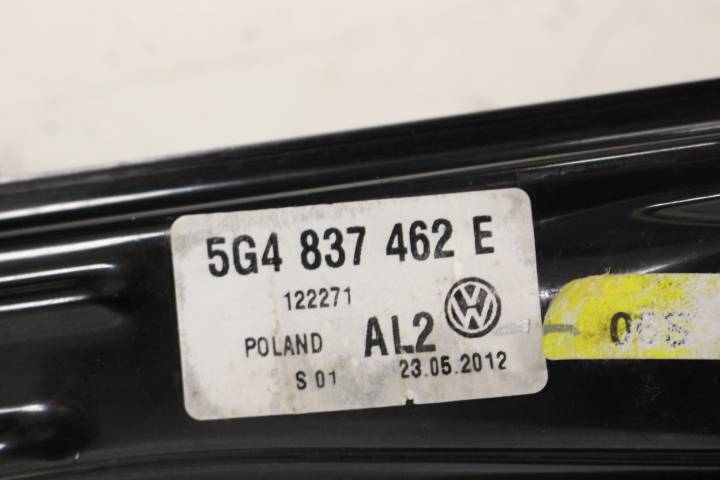 5G4 837 462 E
122271
POLAND AL2
S 01 23.05.2012